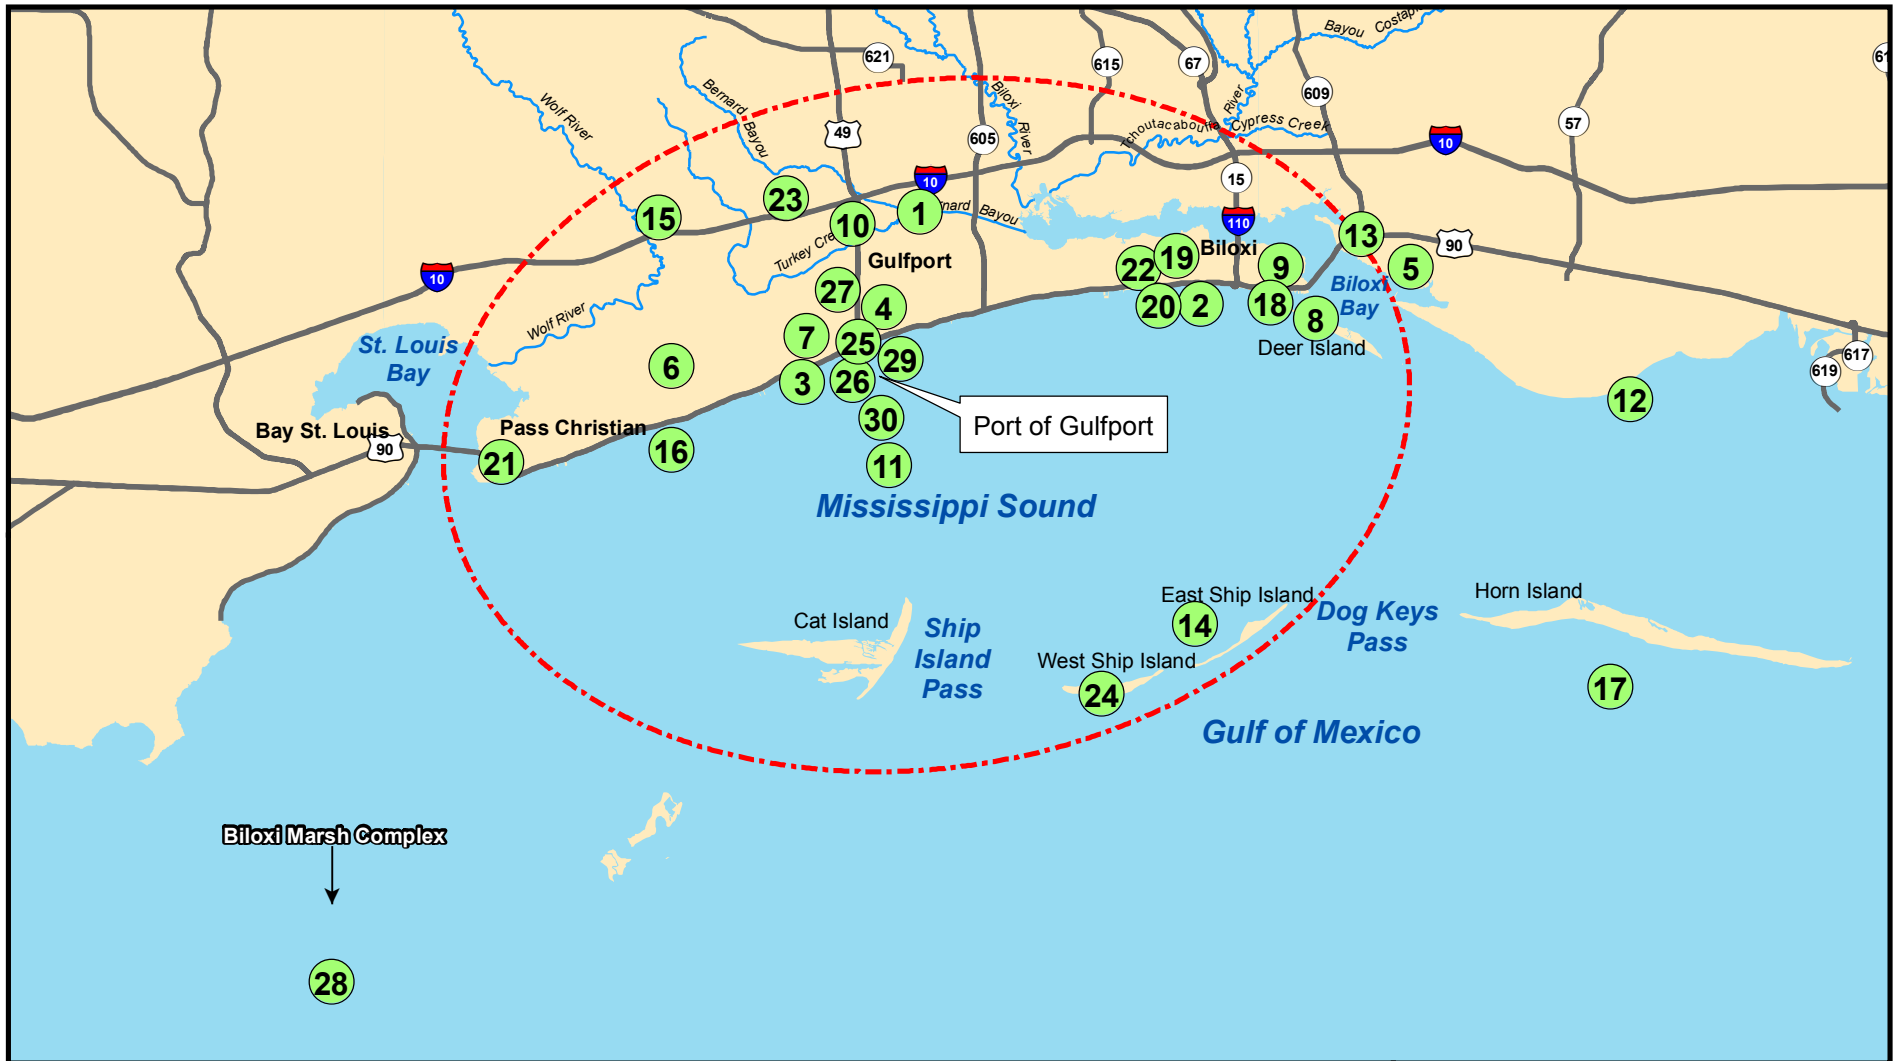 Bayou Costap
621
615
67
61
Wolf River
Bernard Bayou
Biloxi River
River
609
49
605
Tchoutacabouffa
Cypress Creek
57
10
10
15
23
15
10
1
nard Bayou
110
13
90
Turkey Cre
Gulfport
22
19
Biloxi
9
5
10
27
4
20
2
18
8
Biloxi
Bay
Wolf River
7
25
29
Deer Island
St. Louis
Bay
6
3
26
617
619
12
30
Port of Gulfport
Bay St. Louis
90
Pass Christian
21
16
11
Mississippi Sound
East Ship Island
Horn Island
Cat Island
Ship
Island
Pass
14
Dog Keys
Pass
West Ship Island
24
17
Gulf of Mexico
Biloxi Marsh Complex
28